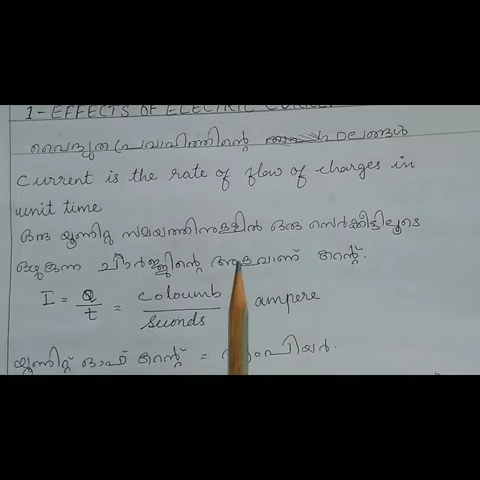 1-EFFECTS OF ELECTRIC
വൈദ്യുത പ്രവാഹത്തിന്റെ ഫലങ്ങൾ
Current is the rate of flow of charges in
unit time
ഒരു യൂണിറ്റ് സമയത്തിനുള്ളിൽ ഒരു സെർക്കീട്ടിലൂടെ
ഒഴുകുന്ന ചാർജ്ജിന്റെ അളവാണ് കറന്റ്.
I = Q/t = coloumb/seconds ampere
യൂണിറ്റ് ഓഫ് കറന്റ് =